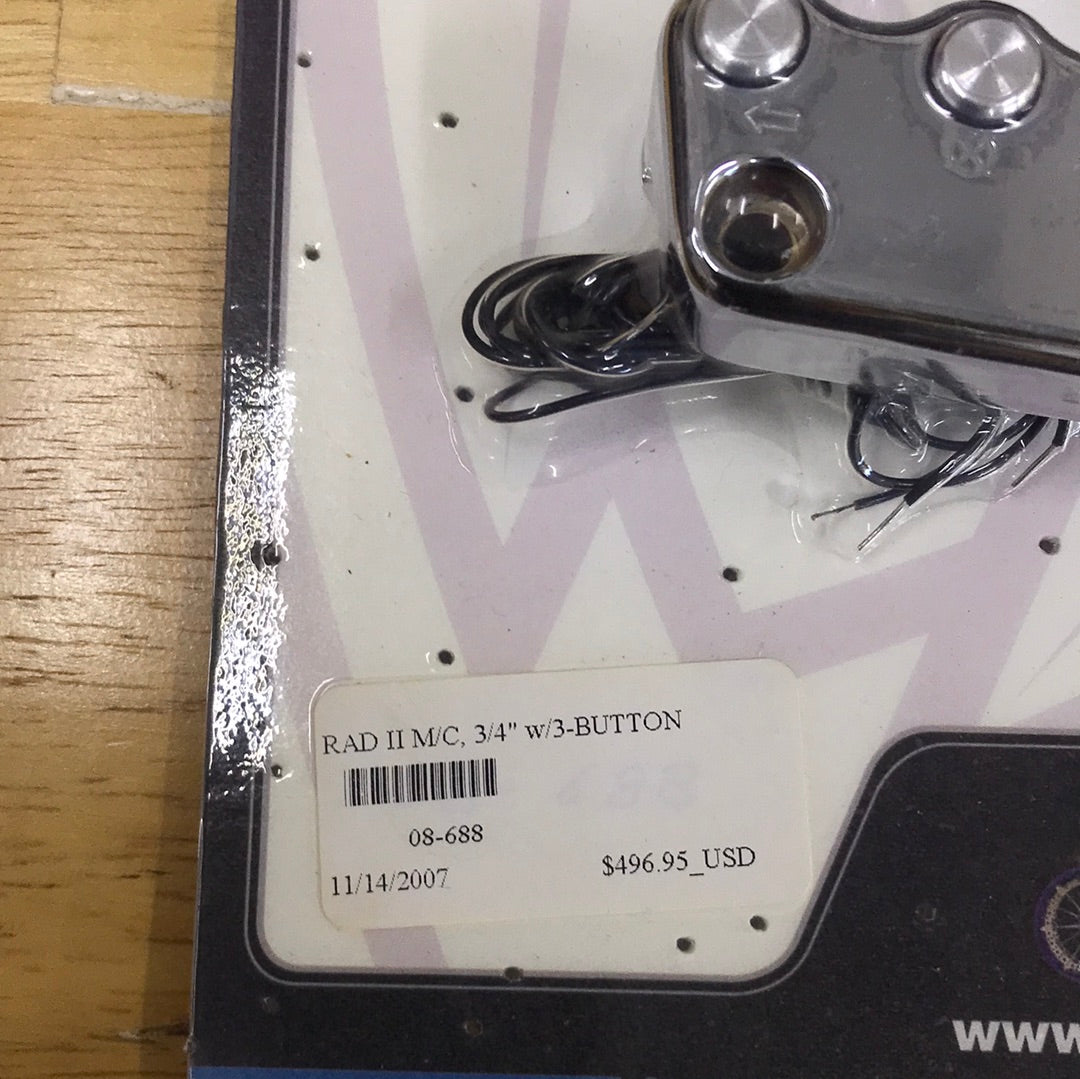 RAD II M/C, 3/4" w/3-BUTTON
08-688
11/14/2007
$496.95_USD
www